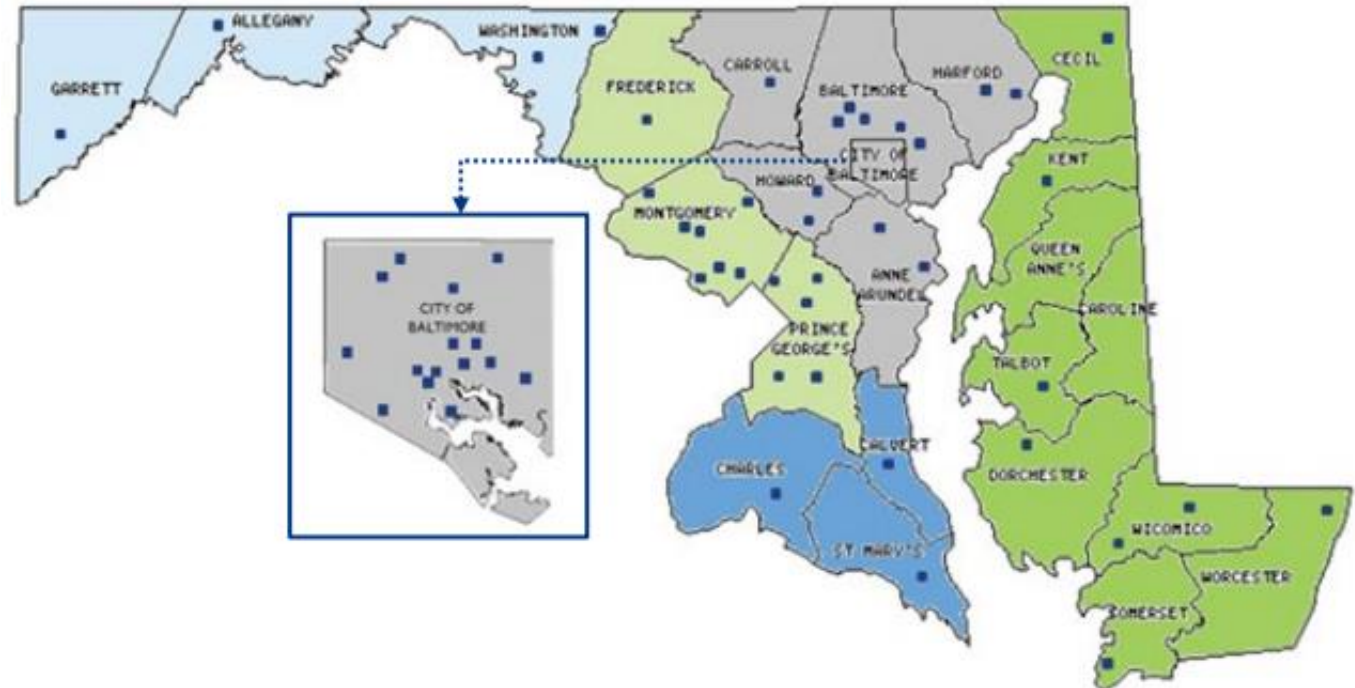 ALLEGANY
WASHINGTON
GARRETT
FREDERICK
CARROLL
BALTIMORE
HARFORD
CECIL
CITY OF
BALTIMORE
KENT
HOWARD
MONTGOMERY
QUEEN
ANNE'S
ANNE
ARUNDEL
CAROLINE
CITY OF
BALTIMORE
PRINCE
GEORGE'S
TALBOT
CALVERT
CHARLES
DORCHESTER
WICOMICO
ST MARY'S
WORCESTER
SOMERSET